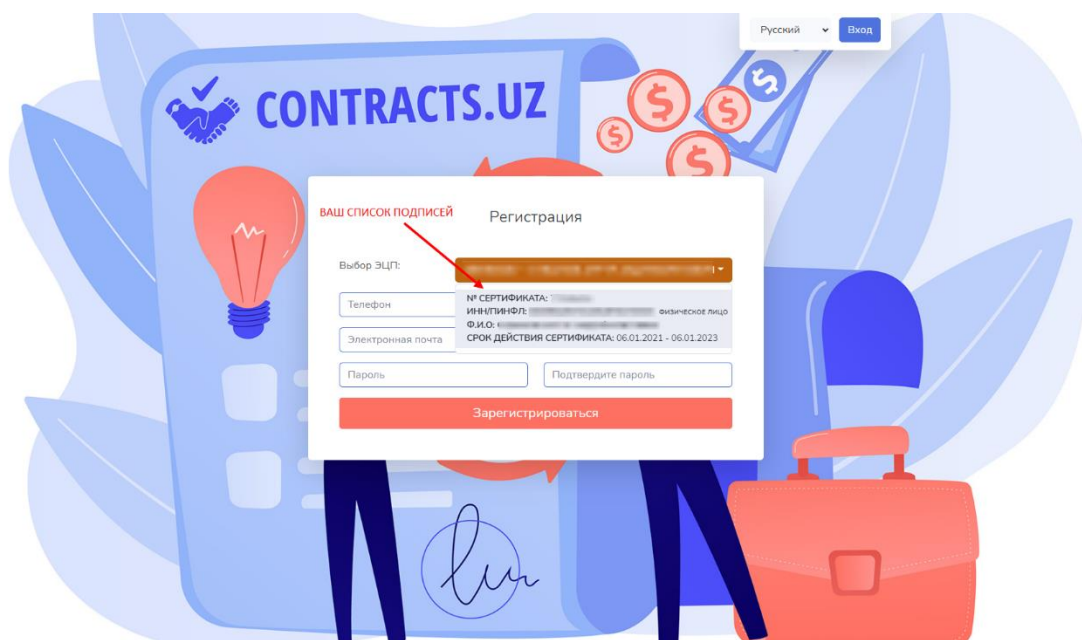 Русский
Вход
CONTRACTS.UZ
ВАШ СПИСОК ПОДПИСЕЙ
Регистрация
Выбор ЭЦП:
Телефон
№ СЕРТИФИКАТА:
ИНН/ПИНФЛ: ФИЗИЧЕСКОЕ ЛИЦО
Ф.И.О:
Электронная почта
СРОК ДЕЙСТВИЯ СЕРТИФИКАТА: 06.01.2021 - 06.01.2023
Пароль
Подтвердите пароль
Зарегистрироваться